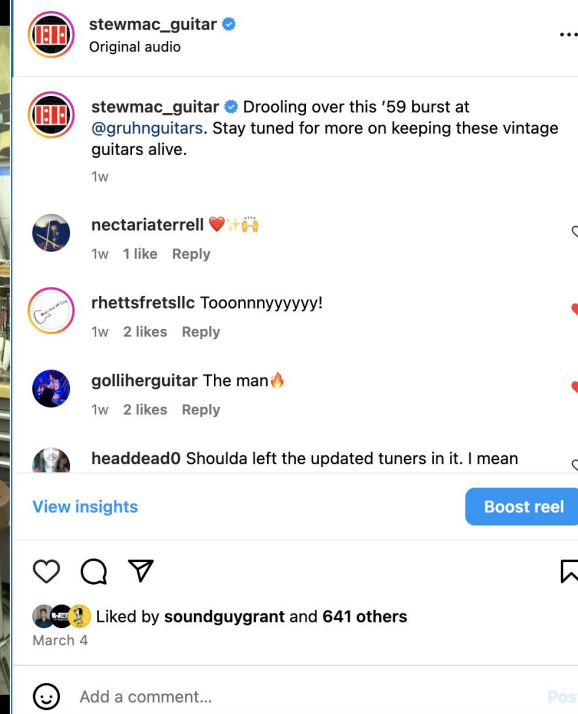 stewmac_guitar
Original audio
stewmac_guitar Drooling over this '59 burst at
@gruhnguitars. Stay tuned for more on keeping these vintage
guitars alive.
1w
nectariaterrell ❤️✨🙌
1w 1 like Reply
rhettsfretsllc Tooonnnyyyyyy!
1w 2 likes Reply
golliherguitar The man🔥
1w 2 likes Reply
headdead0 Shoulda left the updated tuners in it. I mean
View insights
Boost reel
Liked by soundguygrant and 641 others
March 4
Add a comment...
Pos